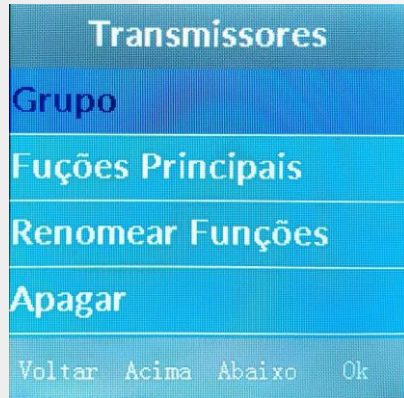 Transmissores
Grupo
Fuções Principais
Renomear Funções
Apagar
Voltar Acima Abaixo Ok